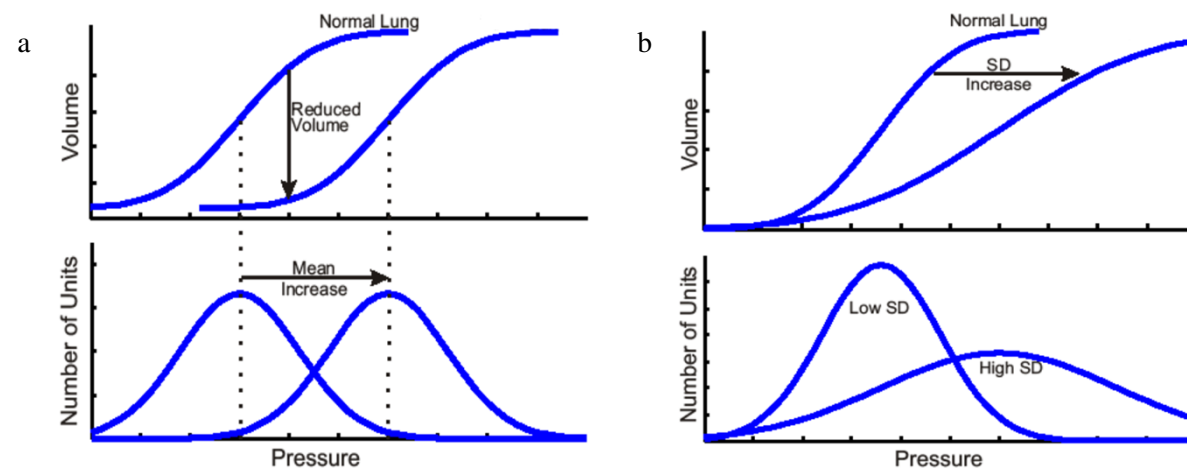 a
Normal Lung
Volume
Reduced
Volume
Mean
Increase
Number of Units
Pressure
b
Normal Lung
Volume
SD
Increase
Number of Units
Low SD
High SD
Pressure